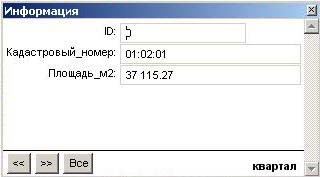 Информация
ID:
Кадастровый_номер: 01:02:01
Площадь_м2: 37 115.27
<< >> Все квартал